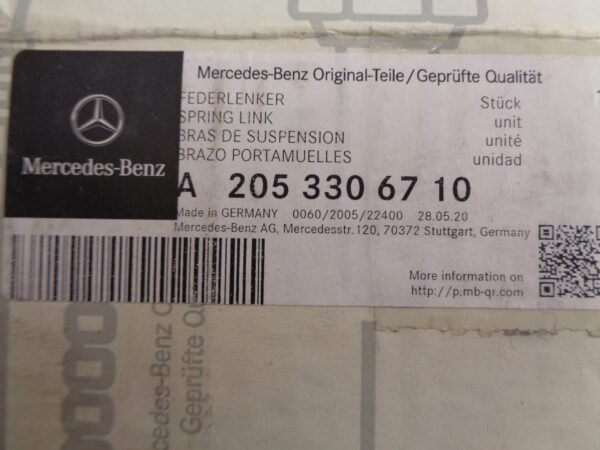 Mercedes-Benz Original-Teile/Geprüfte Qualität
FEDERLENKER Stück
SPRING LINK unit
BRAS DE SUSPENSION unité
BRAZO PORTAMUELLES unidad
Mercedes-Benz
A 205 330 67 10
Made in GERMANY 0060/2005/22400 28.05.20
Mercedes-Benz AG, Mercedesstr.120, 70372 Stuttgart, Germany
More information on
http://p.mb-qr.com
Mercedes-Benz O
Geprüfte Qu